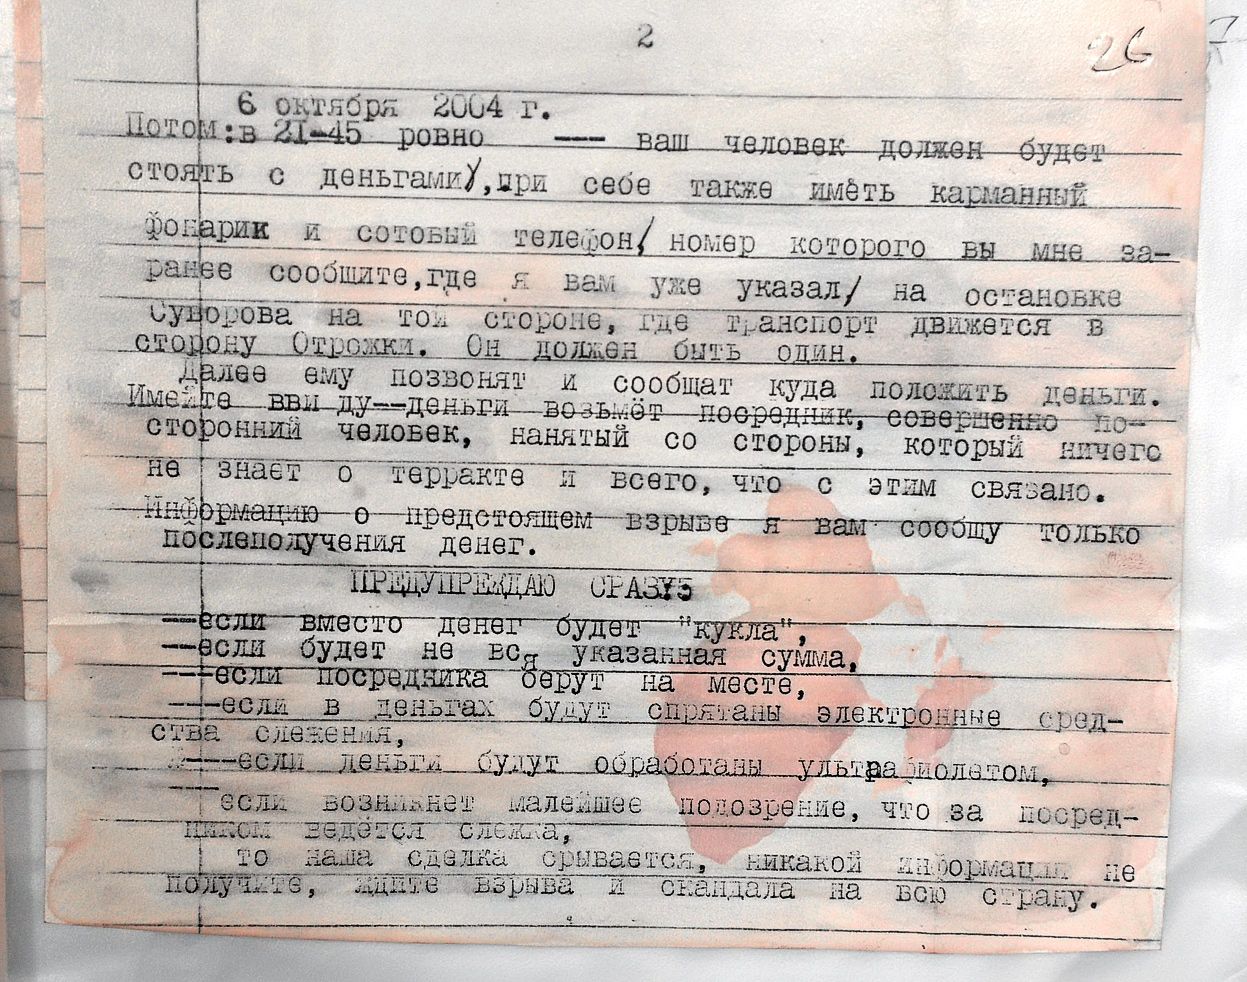 2
26
6 октября 2004 г.
Потом:в 21-45 ровно --- ваш человек должен будет
стоять с деньгами/,при себе также иметь карманный
фонарик и сотовый телефон/ номер которого вы мне за-
ранее сообщите,где я вам уже указал/ на остановке
Суворова на той стороне, где транспорт движется в
сторону Отрожки. Он должен быть один.
Далее ему позвонят и сообщат куда положить деньги.
Имейте вви ду--деньги возьмёт посредник, совершенно по-
сторонний человек, нанятый со стороны, который ничего
не знает о терракте и всего, что с этим связано.
Информацию о предстоящем взрыве я вам сообщу только
послеполучения денег.
ПРЕДУПРЕЖДАЮ СРАЗУ
--если вместо денег будет "кукла",
--если будет не вся указанная сумма,
---если посредника берут на месте,
---если в деньгах будут спрятаны электронные сред-
ства слежения,
---если деньги будут обработаны ультрафиолетом,
---если возникнет малейшее подозрение, что за посред-
ником ведётся слежка,
то наша сделка срывается, никакой информации не
получите, ждите взрыва и скандала на всю страну.